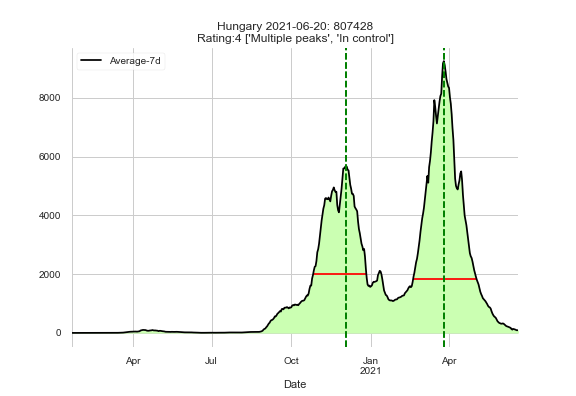 Hungary 2021-06-20: 807428
Rating:4 ['Multiple peaks', 'In control']
Average-7d
8000
6000
4000
2000
0
Apr
Jul
Oct
Jan
2021
Apr
Date